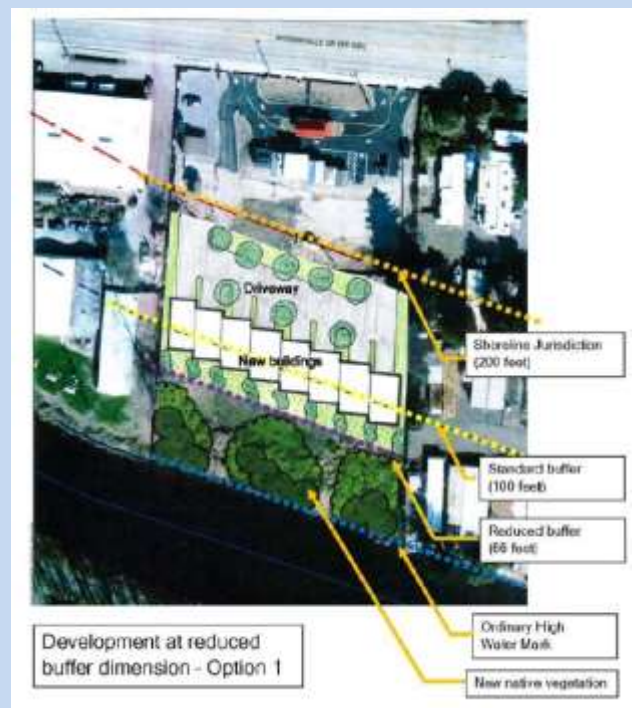 Driveway
New buildings
Shoreline Jurisdiction
(200 feet)
Standard buffer
(100 feet)
Reduced buffer
(66 feet)
Ordinary High
Water Mark
New native vegetation
Development at reduced
buffer dimension - Option 1